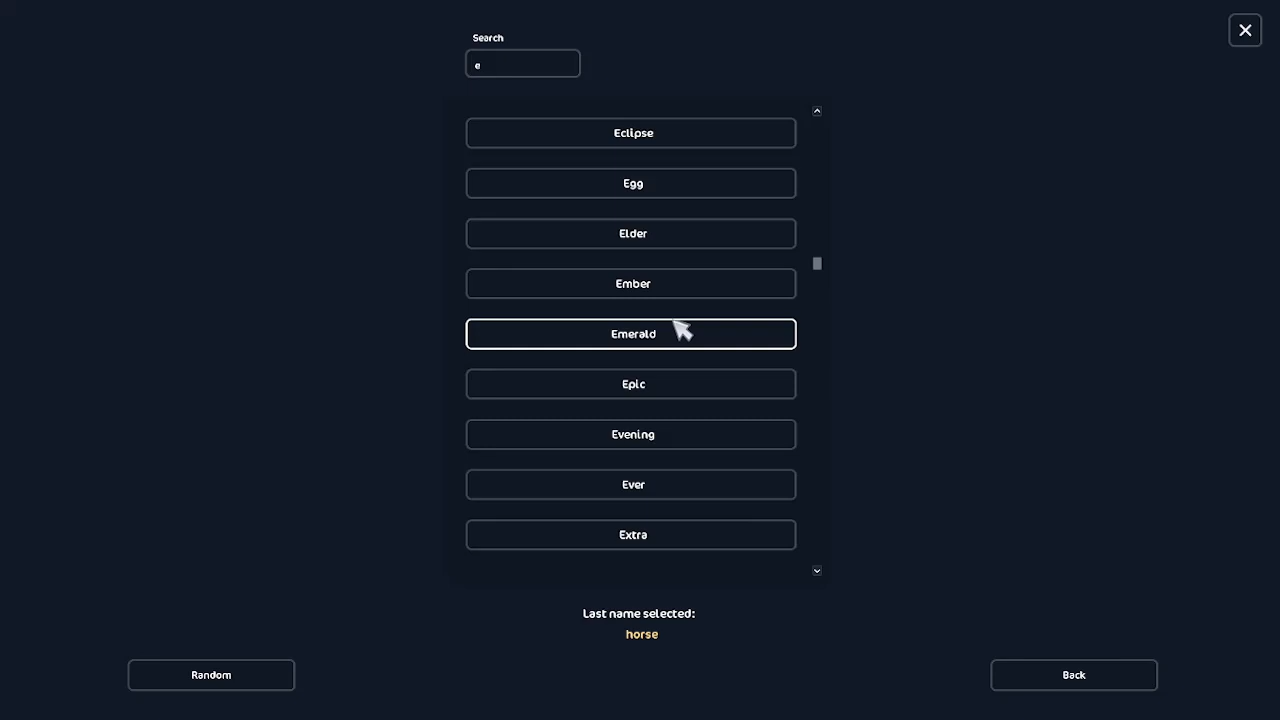 Search
e
Eclipse
Egg
Elder
Ember
Emerald
Epic
Evening
Ever
Extra
Last name selected:
horse
Random
Back